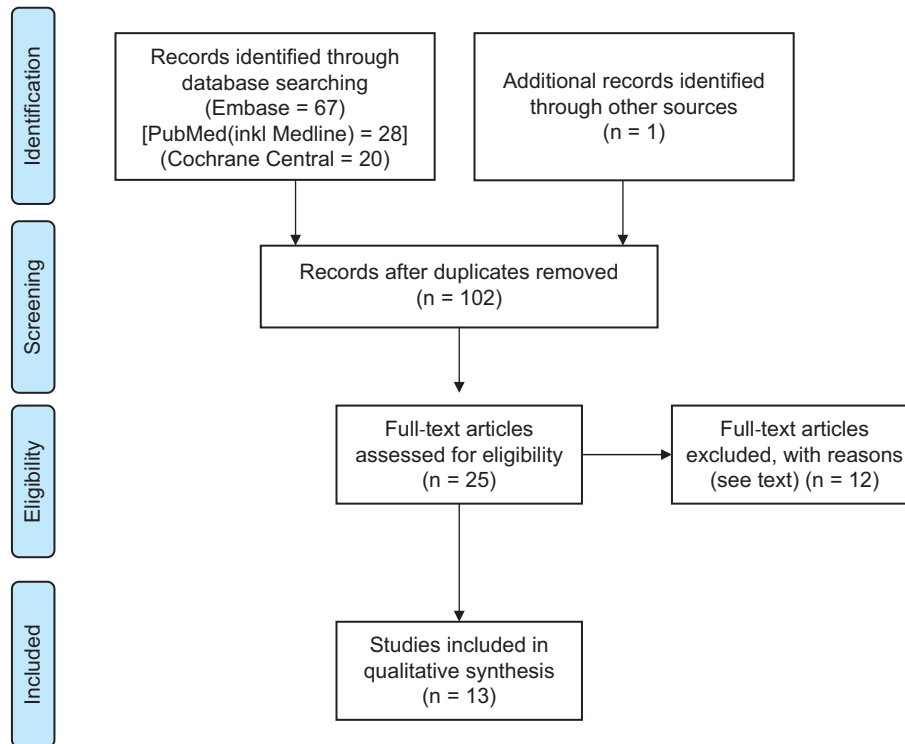 Identification
Records identified through
database searching
(Embase = 67)
[PubMed(inkl Medline) = 28]
(Cochrane Central = 20)
Additional records identified
through other sources
(n = 1)
Screening
Records after duplicates removed
(n = 102)
Eligibility
Full-text articles
assessed for eligibility
(n = 25)
Full-text articles
excluded, with reasons
(see text) (n = 12)
Included
Studies included in
qualitative synthesis
(n = 13)